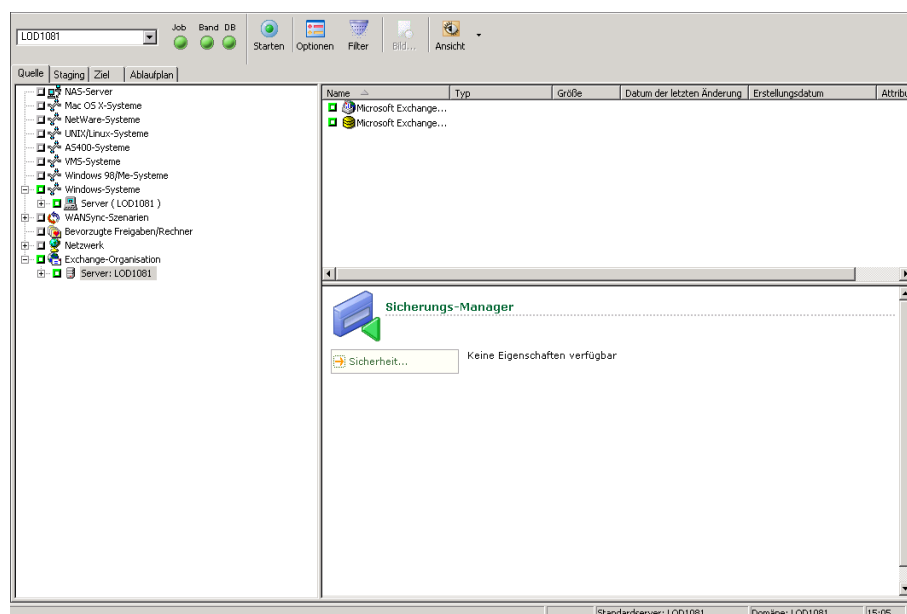 LOD1081
Job Band DB
Starten Optionen Filter Bild... Ansicht
Quelle Staging Ziel Ablaufplan
NAS-Server
Mac OS X-Systeme
NetWare-Systeme
UNIX/Linux-Systeme
AS400-Systeme
VMS-Systeme
Windows 98/Me-Systeme
Windows-Systeme
Server ( LOD1081 )
WANSync-Szenarien
Bevorzugte Freigaben/Rechner
Netzwerk
Exchange-Organisation
Server: LOD1081
Name Typ Größe Datum der letzten Änderung Erstellungsdatum Attribu
Microsoft Exchange...
Microsoft Exchange...
Sicherungs-Manager
Sicherheit... Keine Eigenschaften verfügbar
Standardserver: LOD1081 Domäne: LOD1081 15:05